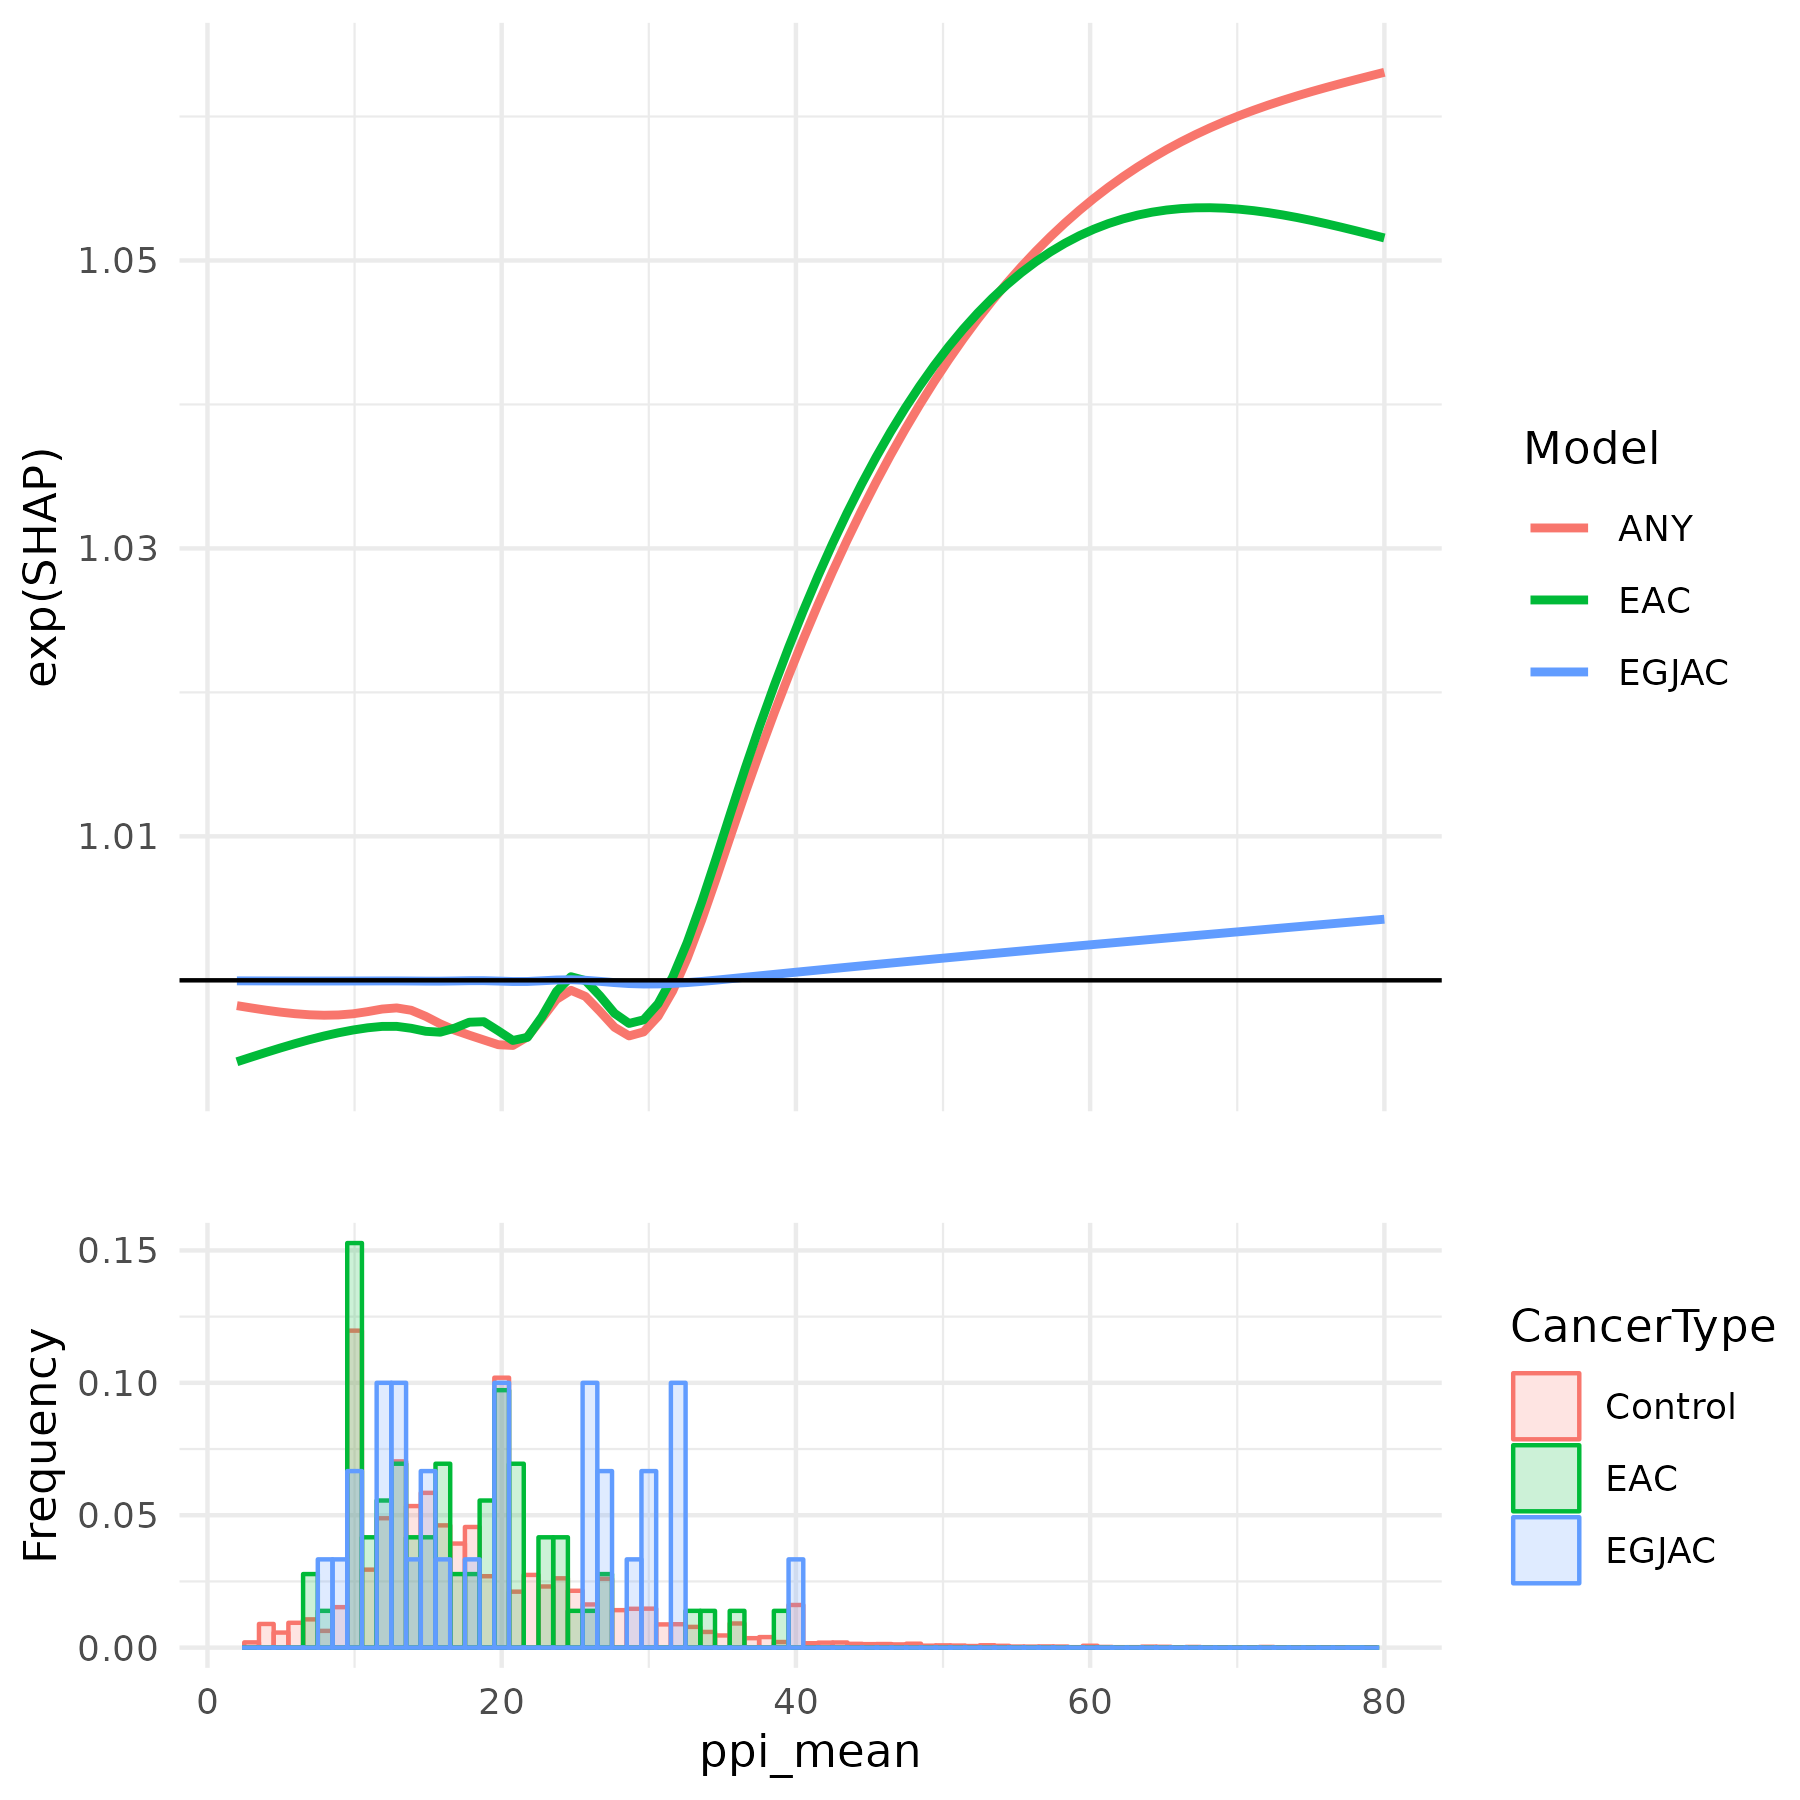 exp(SHAP)
1.05
1.03
1.01
Model
ANY
EAC
EGJAC
Frequency
0.15
0.10
0.05
0.00
0
20
40
60
80
ppi_mean
CancerType
Control
EAC
EGJAC